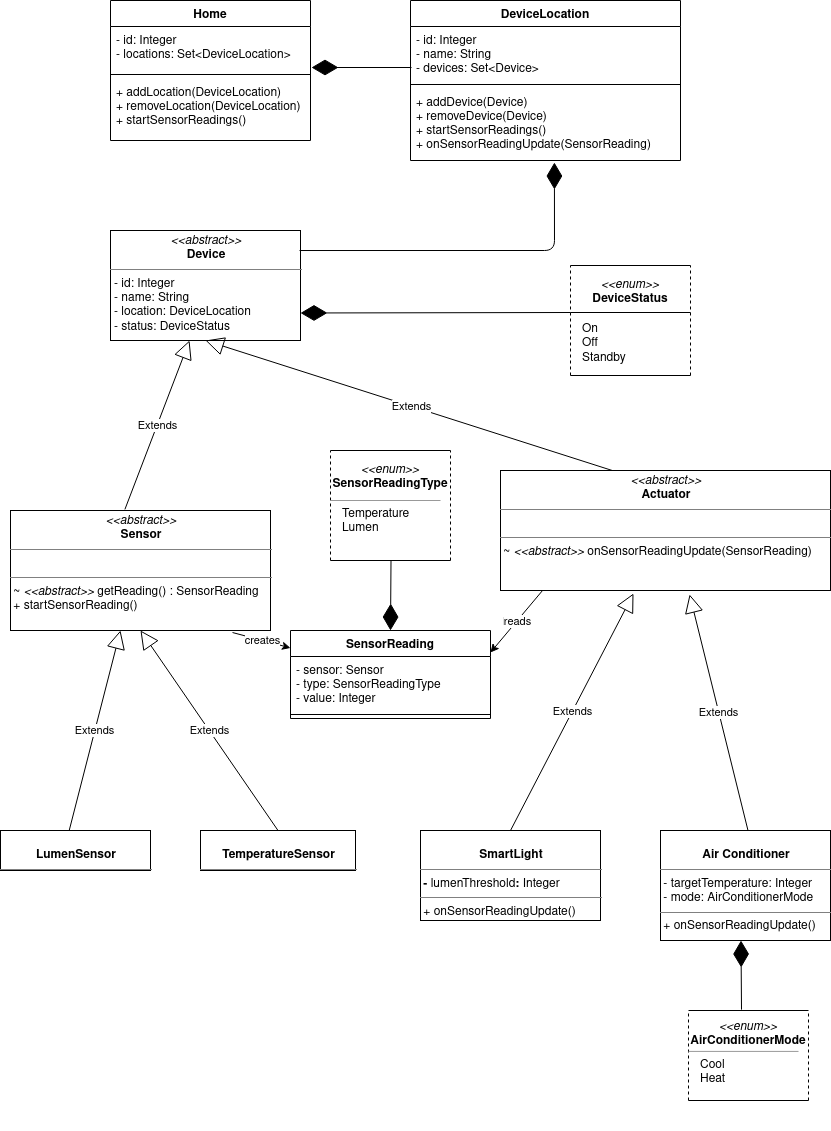 Home
- id: Integer
- locations: Set<DeviceLocation>
+ addLocation(DeviceLocation)
+ removeLocation(DeviceLocation)
+ startSensorReadings()
DeviceLocation
- id: Integer
- name: String
- devices: Set<Device>
+ addDevice(Device)
+ removeDevice(Device)
+ startSensorReadings()
+ onSensorReadingUpdate(SensorReading)
<<abstract>>
Device
- id: Integer
- name: String
- location: DeviceLocation
- status: DeviceStatus
<<enum>>
DeviceStatus
On
Off
Standby
Extends
Extends
<<enum>>
SensorReadingType
Temperature
Lumen
<<abstract>>
Actuator
~ <<abstract>> onSensorReadingUpdate(SensorReading)
<<abstract>>
Sensor
~ <<abstract>> getReading() : SensorReading
+ startSensorReading()
creates
reads
SensorReading
- sensor: Sensor
- type: SensorReadingType
- value: Integer
Extends
Extends
Extends
Extends
LumenSensor
TemperatureSensor
SmartLight
- lumenThreshold: Integer
+ onSensorReadingUpdate()
Air Conditioner
- targetTemperature: Integer
- mode: AirConditionerMode
+ onSensorReadingUpdate()
<<enum>>
AirConditionerMode
Cool
Heat